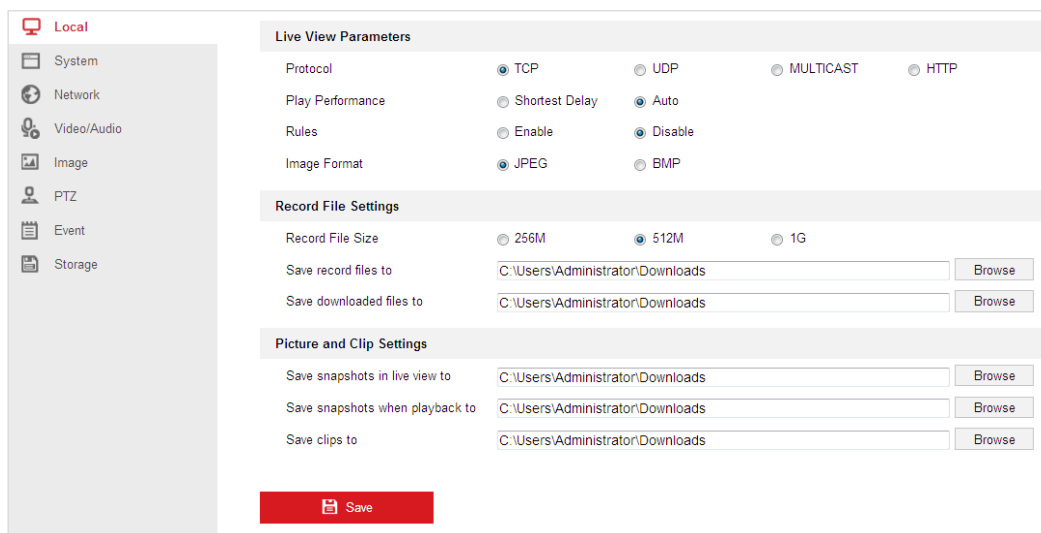 Local
System
Network
Video/Audio
Image
PTZ
Event
Storage
Live View Parameters
Protocol TCP UDP MULTICAST HTTP
Play Performance Shortest Delay Auto
Rules Enable Disable
Image Format JPEG BMP
Record File Settings
Record File Size 256M 512M 1G
Save record files to C:\Users\Administrator\Downloads Browse
Save downloaded files to C:\Users\Administrator\Downloads Browse
Picture and Clip Settings
Save snapshots in live view to C:\Users\Administrator\Downloads Browse
Save snapshots when playback to C:\Users\Administrator\Downloads Browse
Save clips to C:\Users\Administrator\Downloads Browse
Save